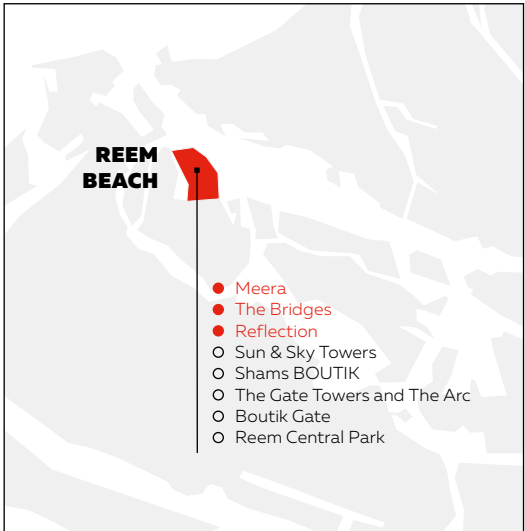 REEM
BEACH
Meera
The Bridges
Reflection
Sun & Sky Towers
Shams BOUTIK
The Gate Towers and The Arc
Boutik Gate
Reem Central Park